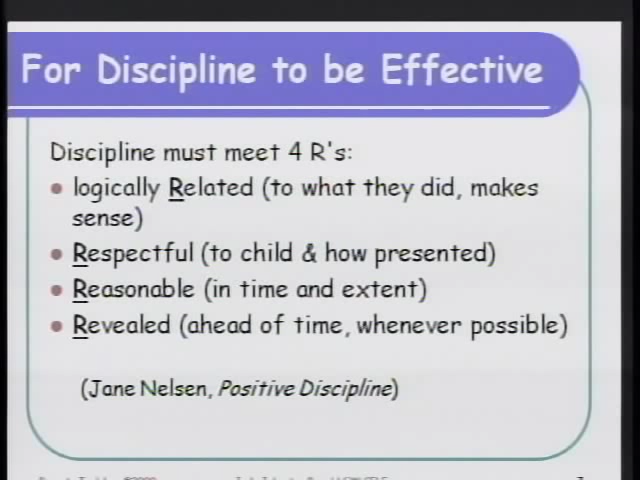 For Discipline to be Effective
Discipline must meet 4 R's:
logically Related (to what they did, makes
sense)
Respectful (to child & how presented)
Reasonable (in time and extent)
Revealed (ahead of time, whenever possible)
(Jane Nelsen, Positive Discipline)